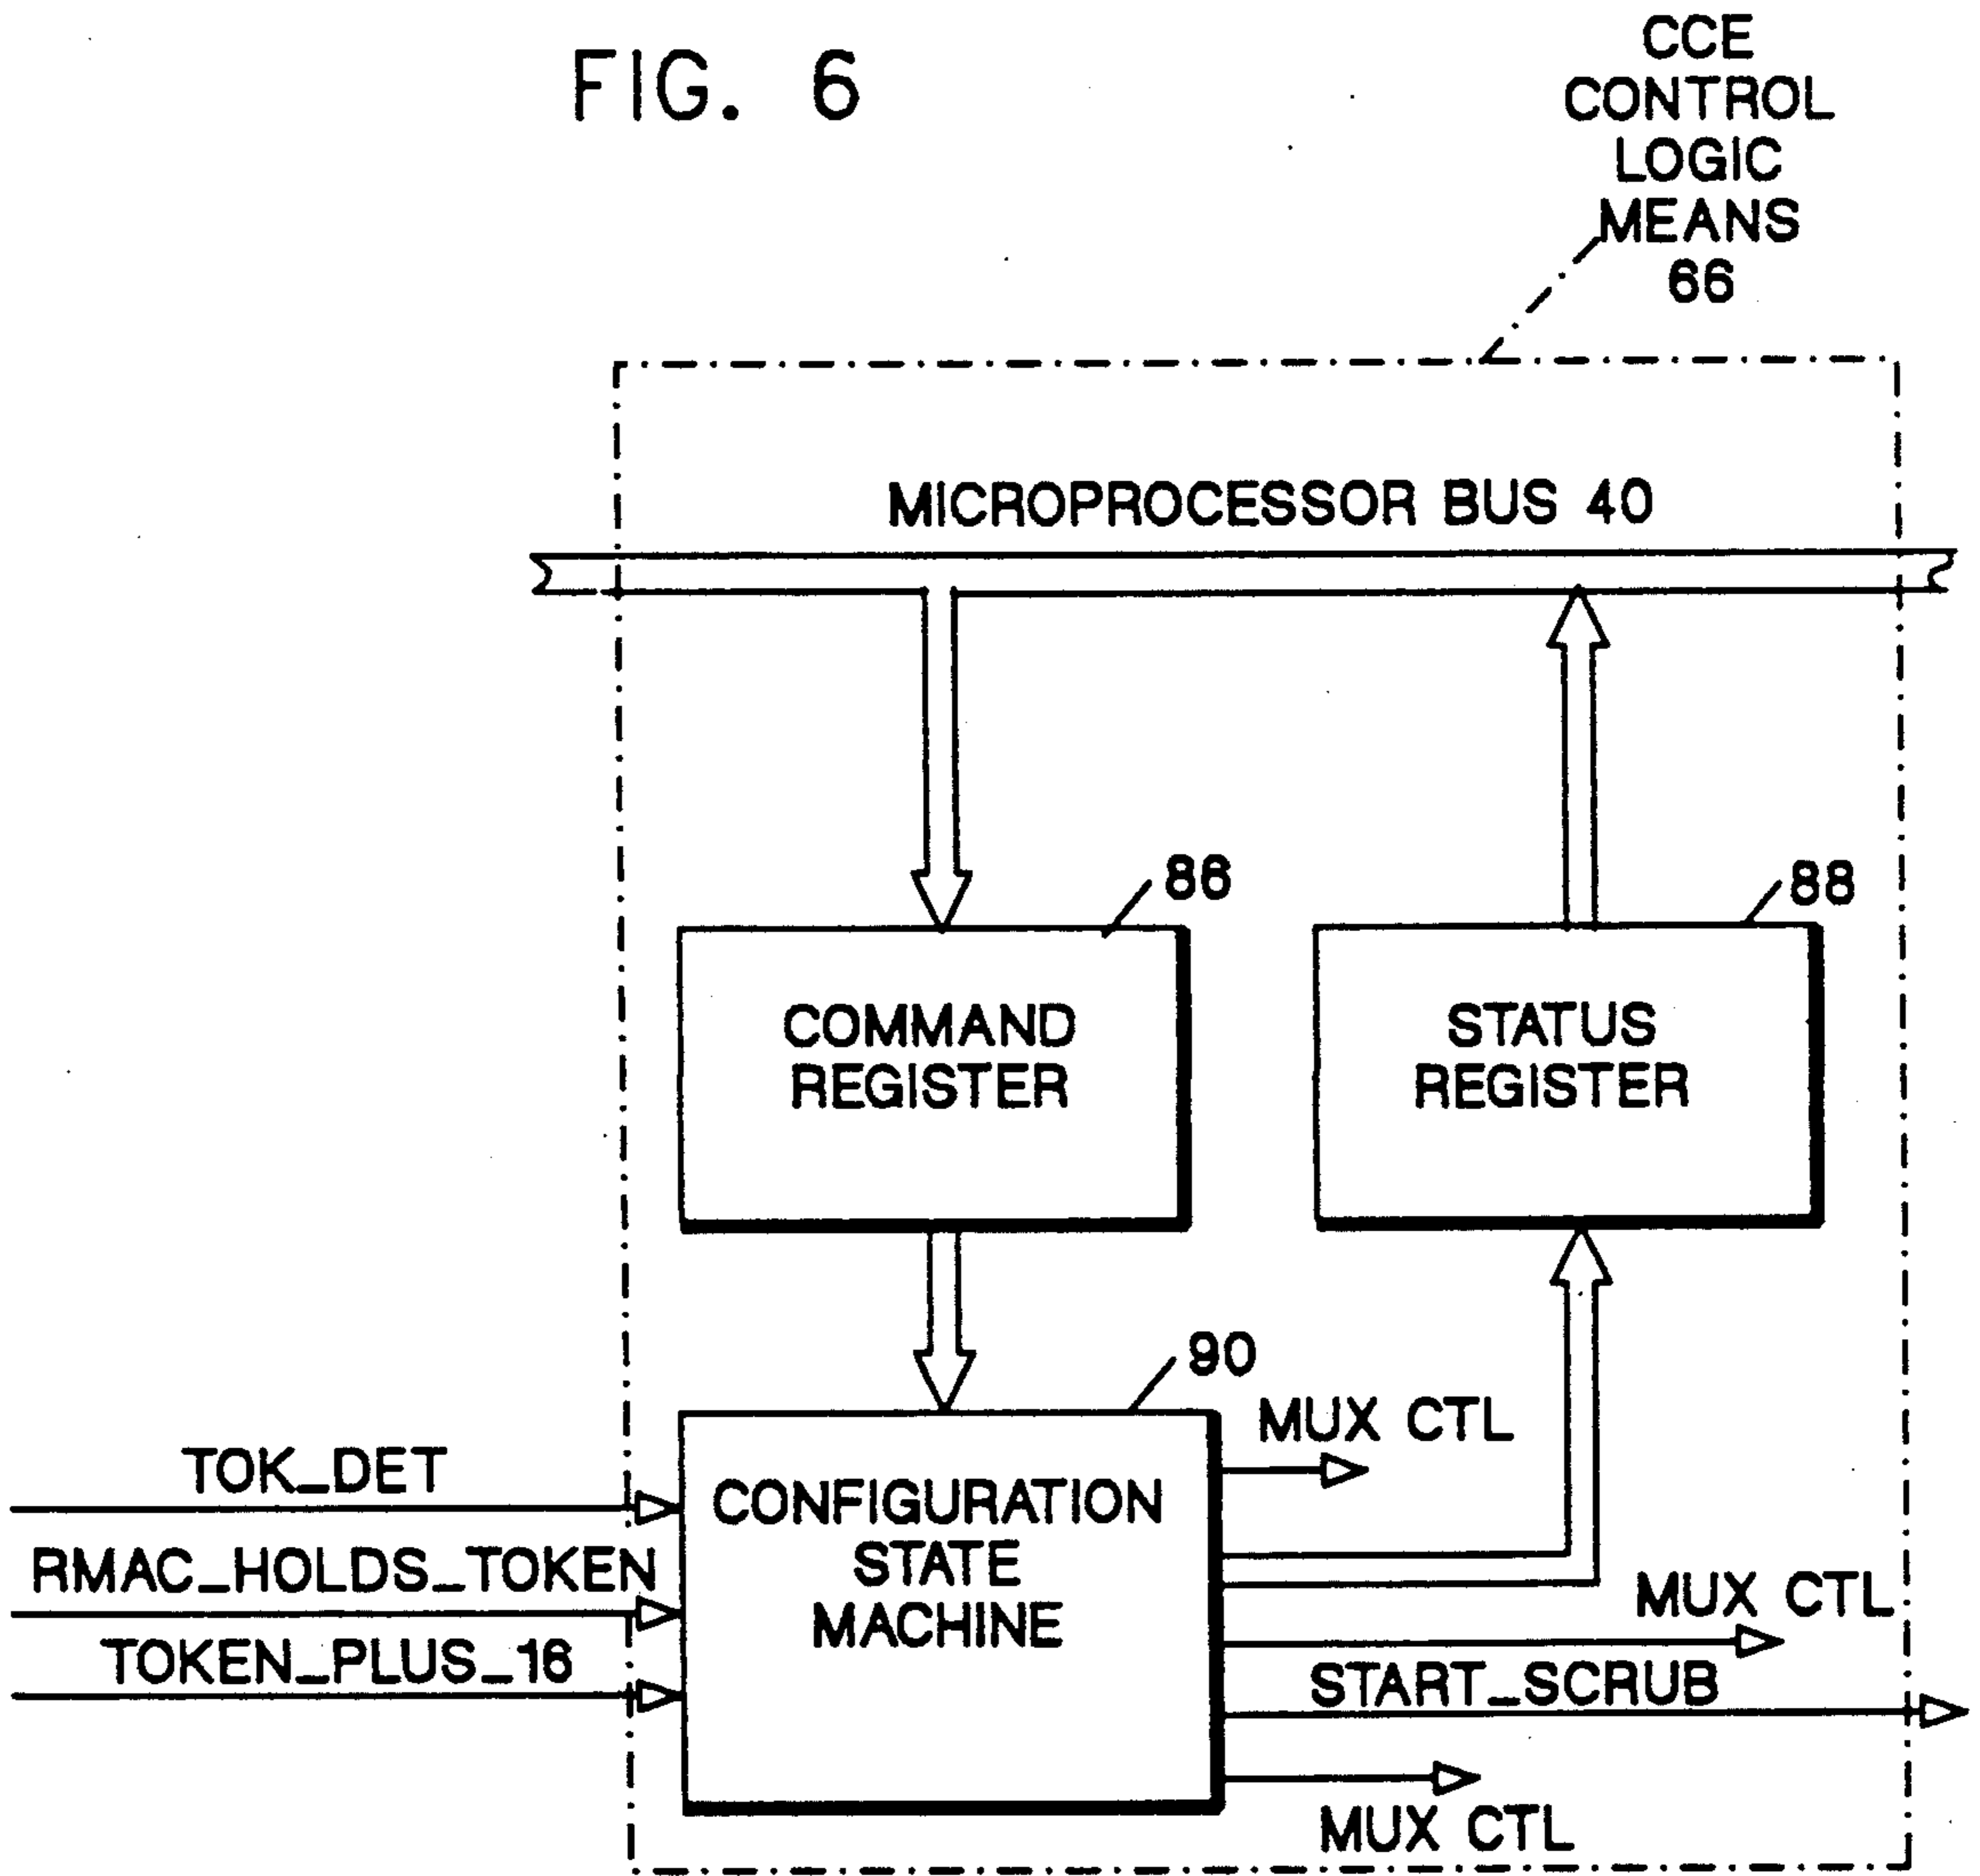 FIG. 6
CCE
CONTROL
LOGIC
MEANS
66
MICROPROCESSOR BUS 40
86
88
COMMAND
REGISTER
STATUS
REGISTER
90
MUX CTL
TOK_DET
CONFIGURATION
STATE
MACHINE
RMAC_HOLDS_TOKEN
MUX CTL
TOKEN_PLUS_16
START_SCRUB
MUX CTL